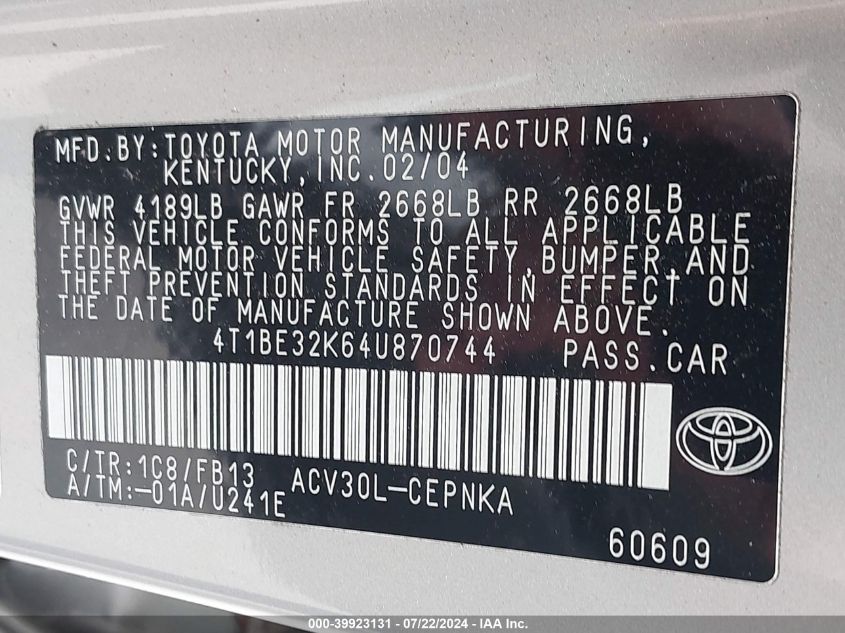 MFD.BY:TOYOTA MOTOR MANUFACTURING,
KENTUCKY,INC.02/04
GVWR 4189LB GAWR FR 2668LB RR 2668LB
THIS VEHICLE CONFORMS TO ALL APPLICABLE
FEDERAL MOTOR VEHICLE SAFETY,BUMPER,AND
THEFT PREVENTION STANDARDS IN EFFECT ON
THE DATE OF MANUFACTURE SHOWN ABOVE.
4T1BE32K64U870744 PASS.CAR
C/TR:1C8/FB13 ACV30L-CEPNKA
A/TM:-01A/U241E
60609
000-39923131 - 07/22/2024 - IAA Inc.